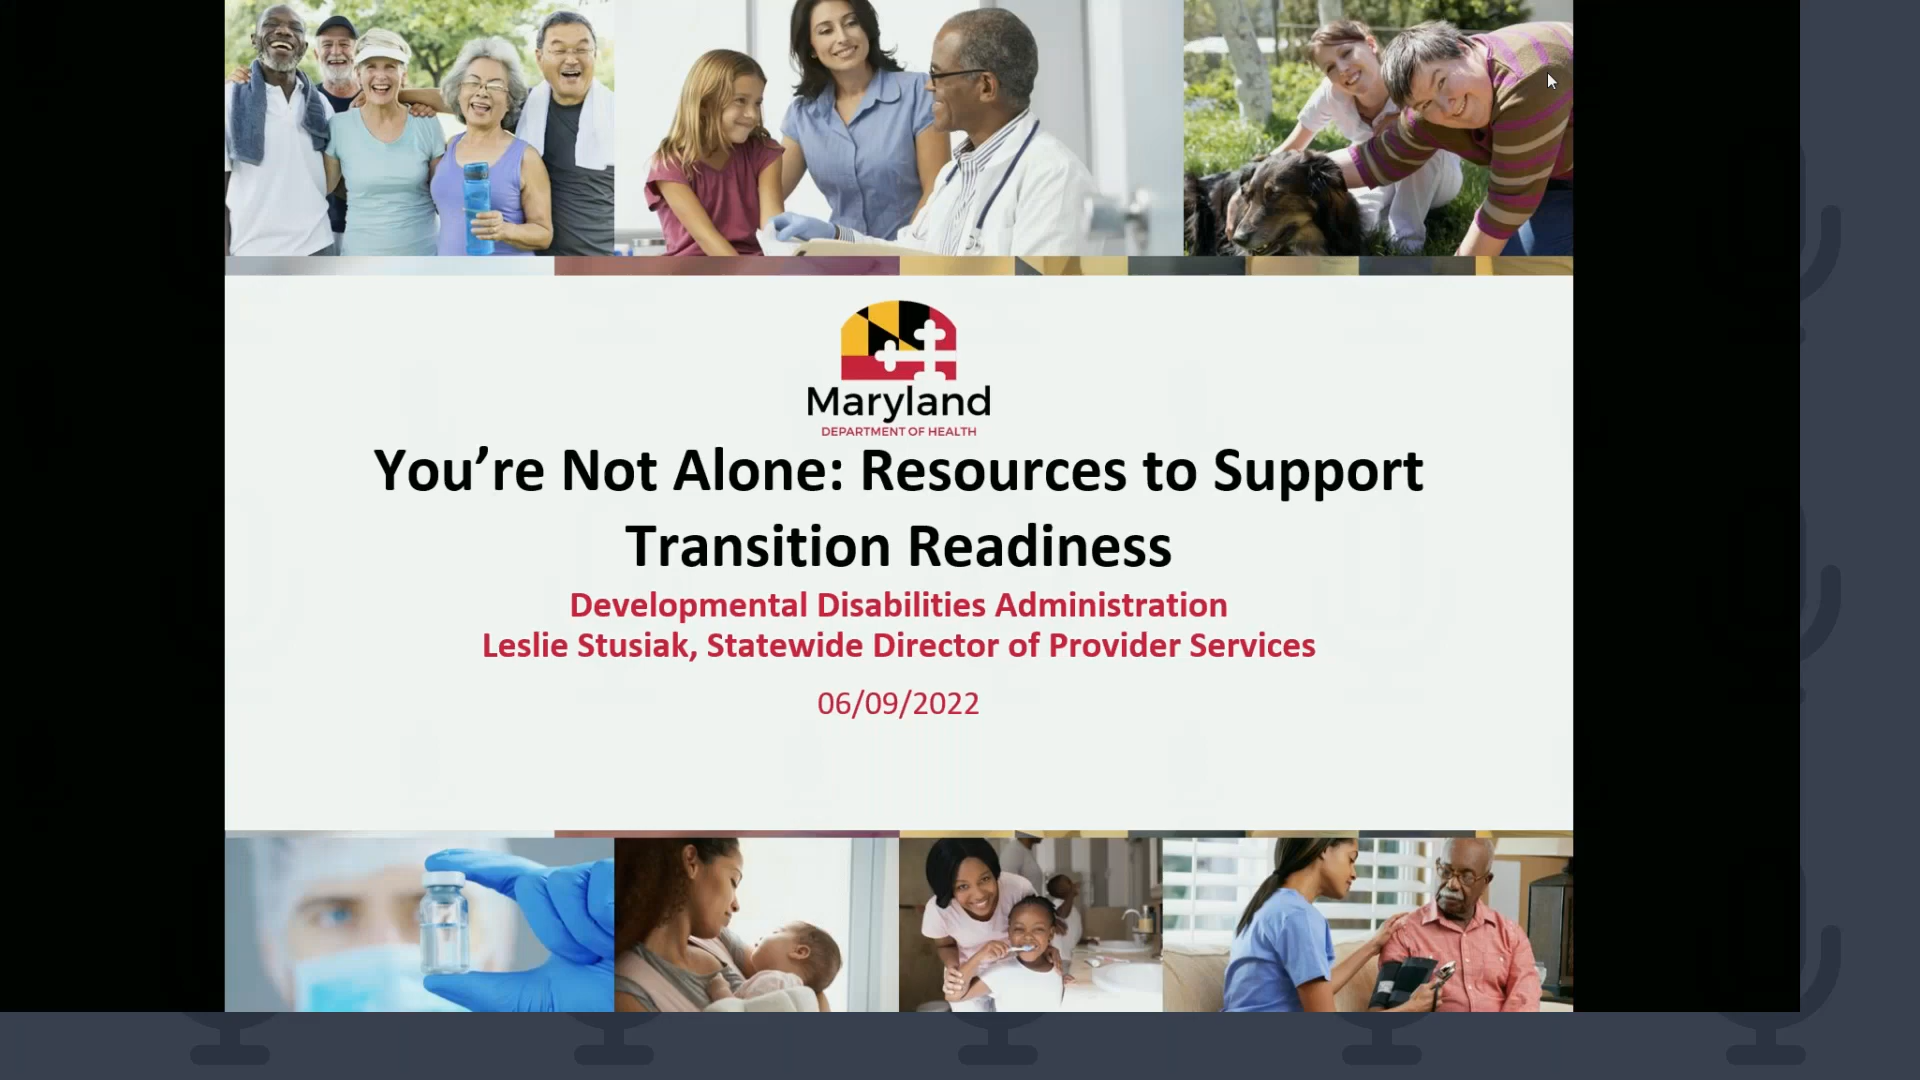 Maryland
DEPARTMENT OF HEALTH
You’re Not Alone: Resources to Support
Transition Readiness
Developmental Disabilities Administration
Leslie Stusiak, Statewide Director of Provider Services
06/09/2022